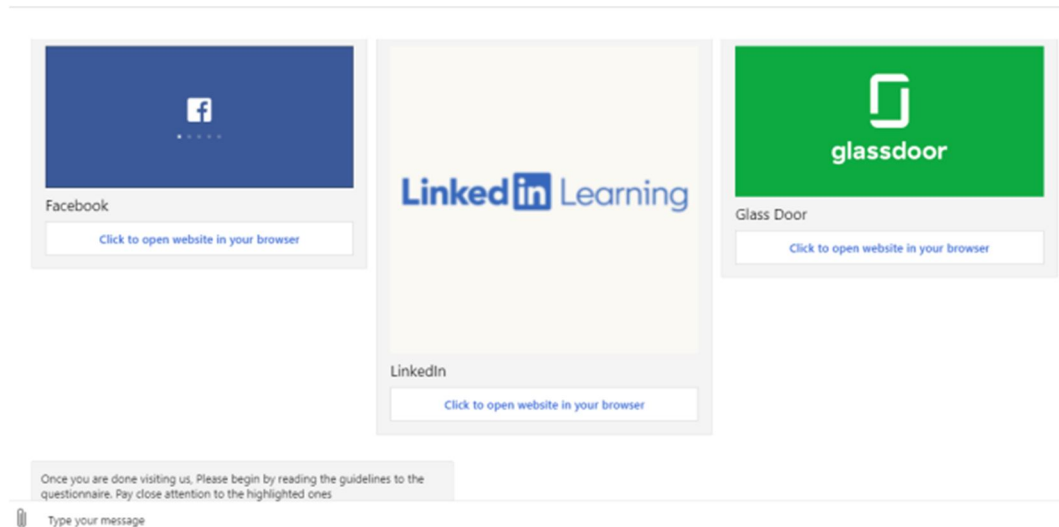 f
Facebook
Click to open website in your browser
Linked in Learning
LinkedIn
Click to open website in your browser
glassdoor
Glass Door
Click to open website in your browser
Once you are done visiting us, Please begin by reading the guidelines to the
questionnaire. Pay close attention to the highlighted ones
Type your message